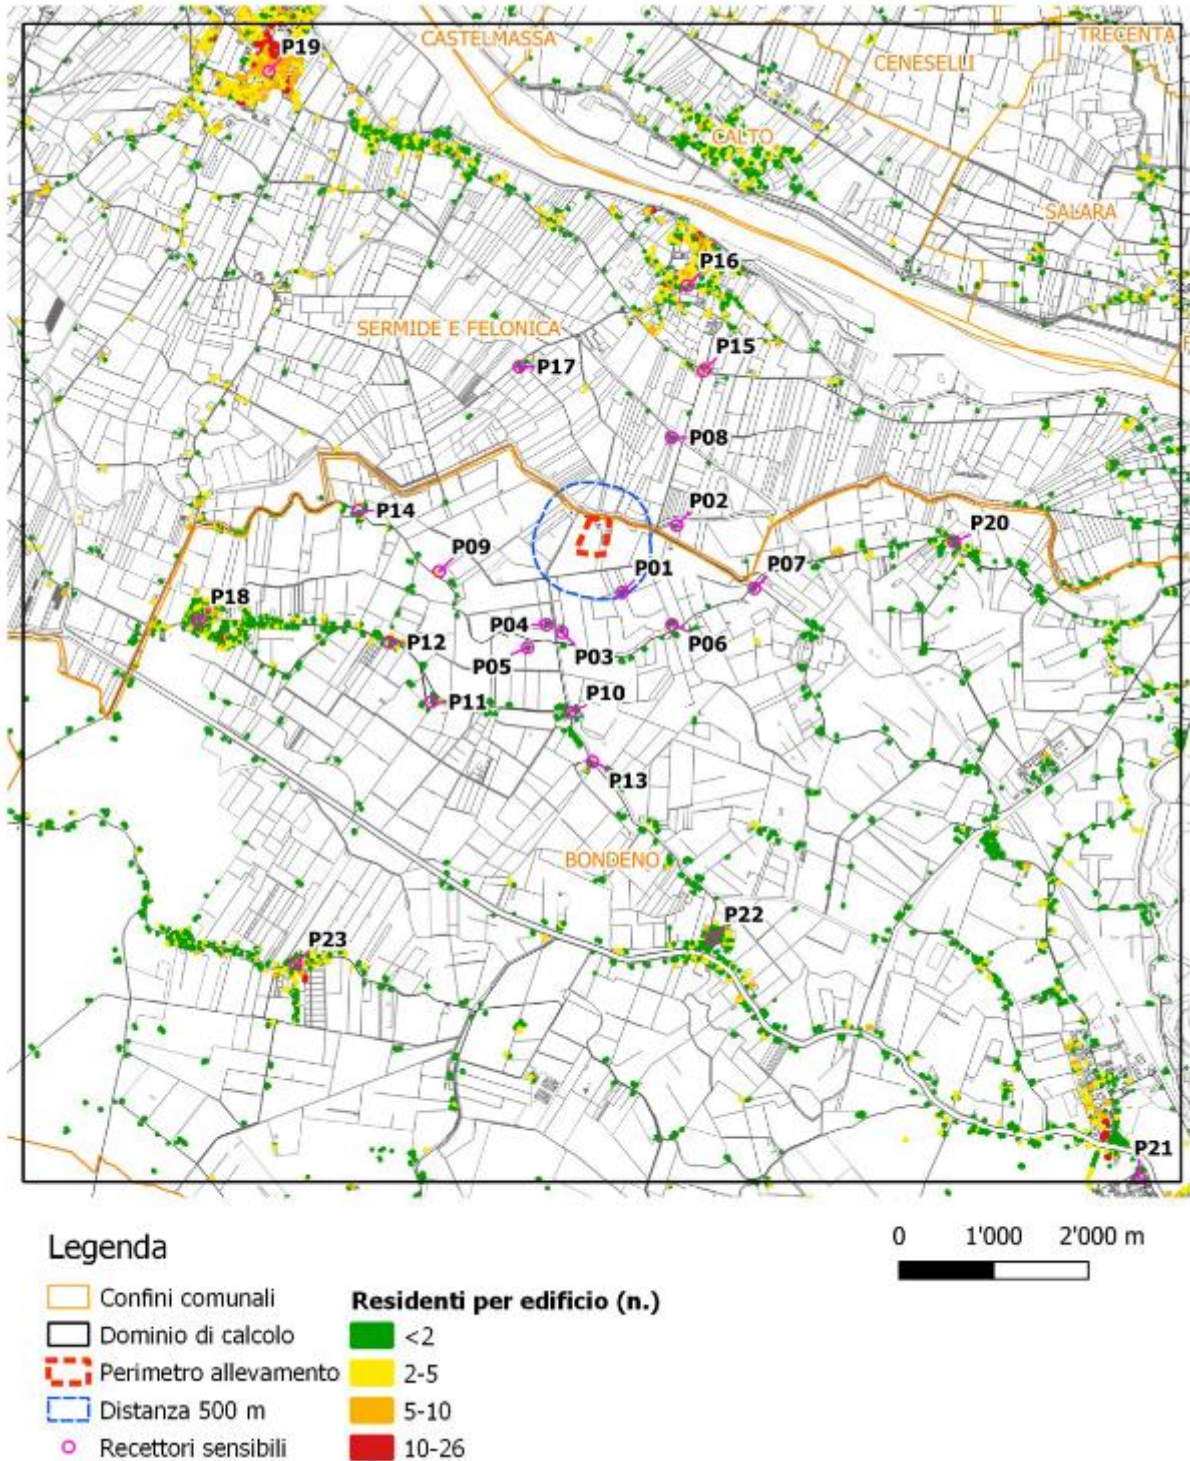 CASTELMASSA
TRECENTA
P19
CENESELLI
CALTO
SALARA
P16
SERMIDE E FELONICA
P15
P17
P08
P14
P02
P20
P09
P07
P01
P18
P04
P12
P06
P05
P03
P11
P10
P13
BONDENO
P22
P23
P21
Legenda
0 1'000 2'000 m
Confini comunali
Residenti per edificio (n.)
Dominio di calcolo
<2
Perimetro allevamento
2-5
Distanza 500 m
5-10
Recettori sensibili
10-26